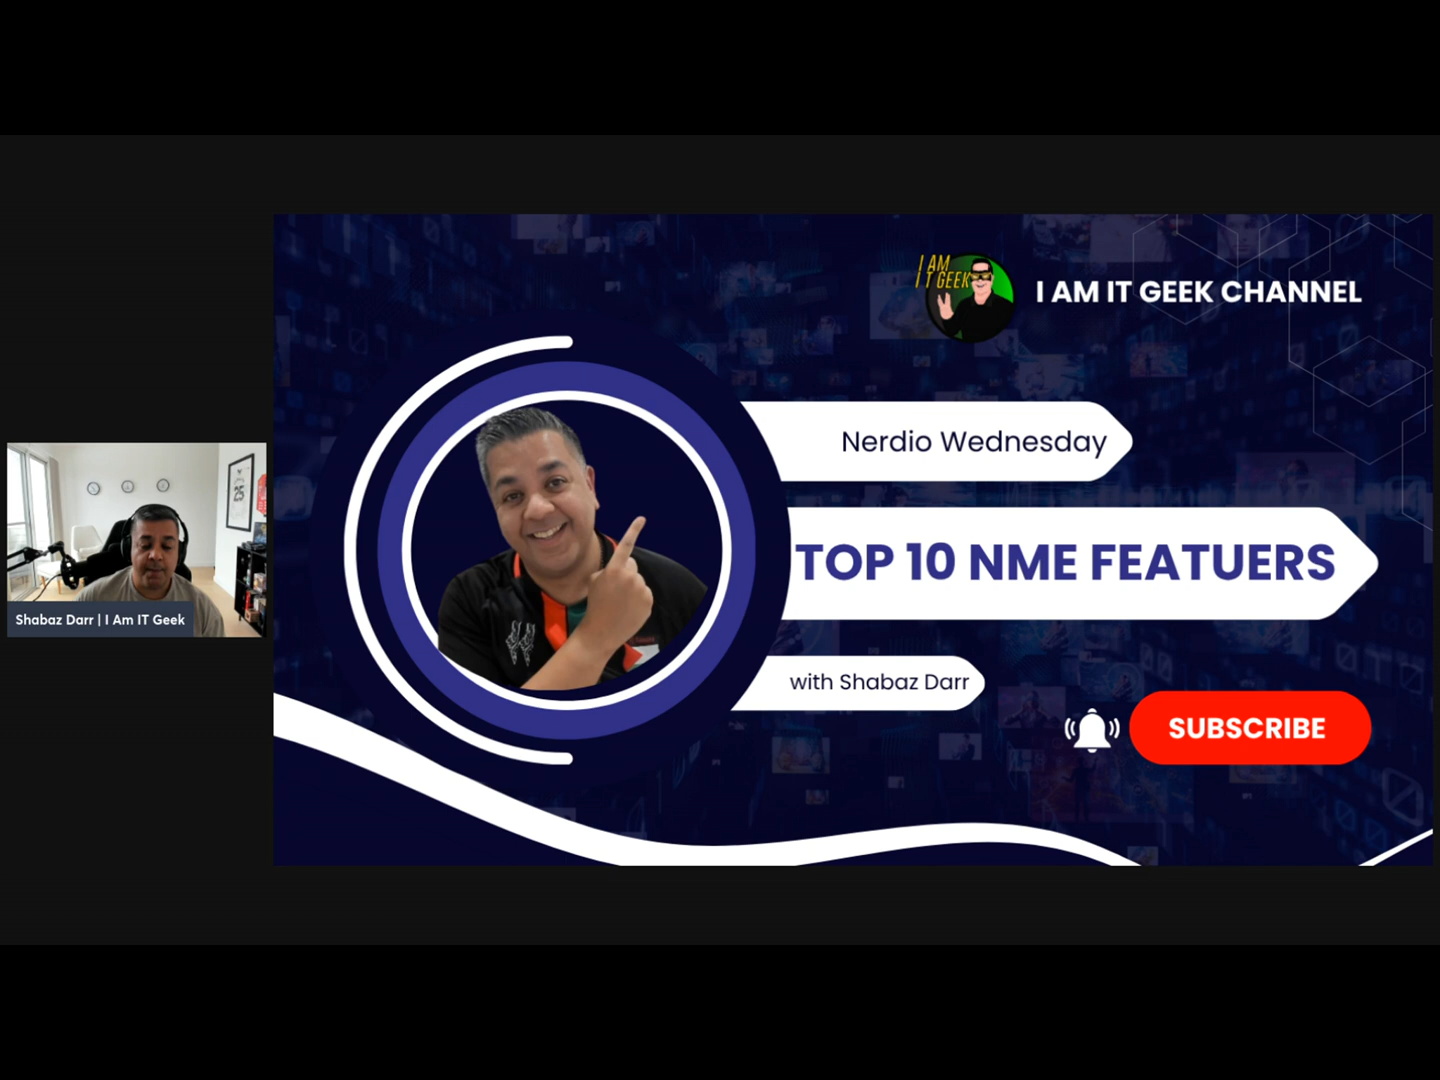 I AM
IT GEEK
I AM IT GEEK CHANNEL
Nerdio Wednesday
TOP 10 NME FEATUERS
with Shabaz Darr
SUBSCRIBE
Shabaz Darr | I Am IT Geek